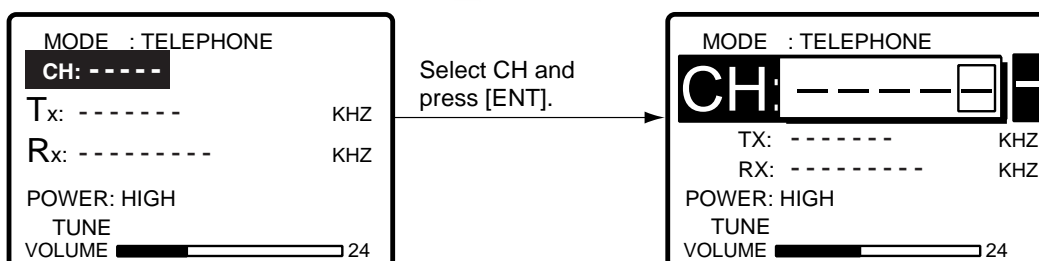 MODE : TELEPHONE
CH: - - - - -
Tx: - - - - - - - KHZ
Rx: - - - - - - - - - KHZ
POWER: HIGH
TUNE
VOLUME 24
Select CH and
press [ENT].
MODE : TELEPHONE
CH: - - - - -
TX: - - - - - - - KHZ
RX: - - - - - - - - - KHZ
POWER: HIGH
TUNE
VOLUME 24